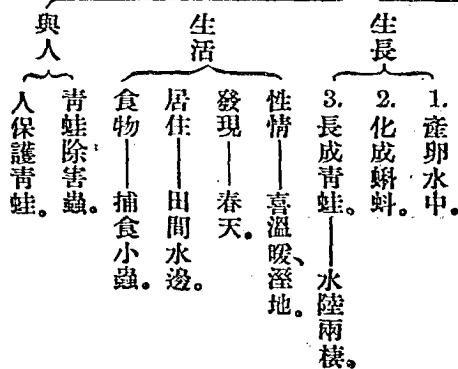 生長
1. 產卵水中。
2. 化成蝌蚪。
3. 長成青蛙。——水陸兩棲。
生活
性情——喜溫暖、溼地。
發現——春天。
居住——田間水邊。
食物——捕食小蟲。
與人
青蛙除害蟲。
人保護青蛙。